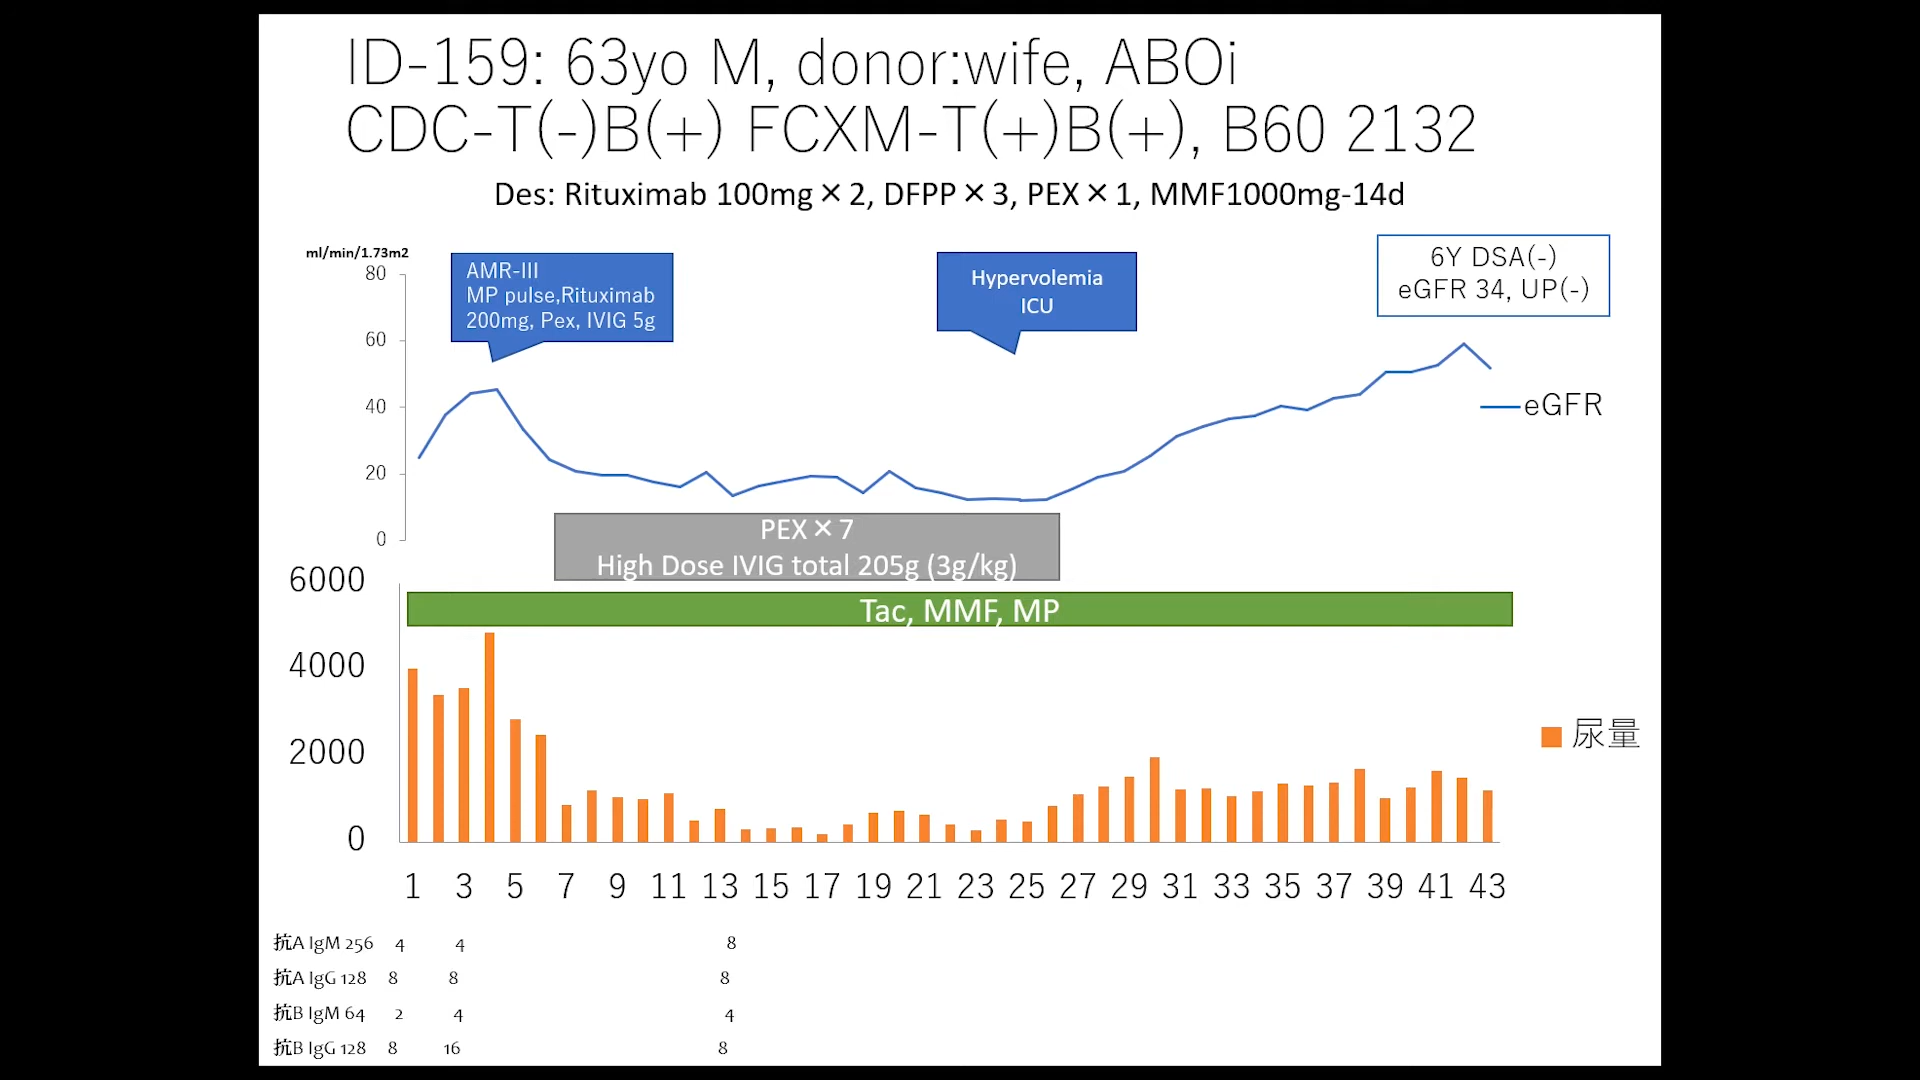 ID-159: 63yo M, donor:wife, ABOi
CDC-T(-)B(+) FCXM-T(+)B(+), B60 2132
Des: Rituximab 100mg×2, DFPP×3, PEX×1, MMF1000mg-14d
ml/min/1.73m2
AMR-III
MP pulse,Rituximab
200mg, Pex, IVIG 5g
Hypervolemia
ICU
6Y DSA(-)
eGFR 34, UP(-)
80
60
40
20
0
eGFR
PEX×7
High Dose IVIG total 205g (3g/kg)
Tac, MMF, MP
6000
4000
2000
0
尿量
1 3 5 7 9 11 13 15 17 19 21 23 25 27 29 31 33 35 37 39 41 43
抗A IgM 256 4 4 8
抗A IgG 128 8 8 8
抗B IgM 64 2 4 4
抗B IgG 128 8 16 8